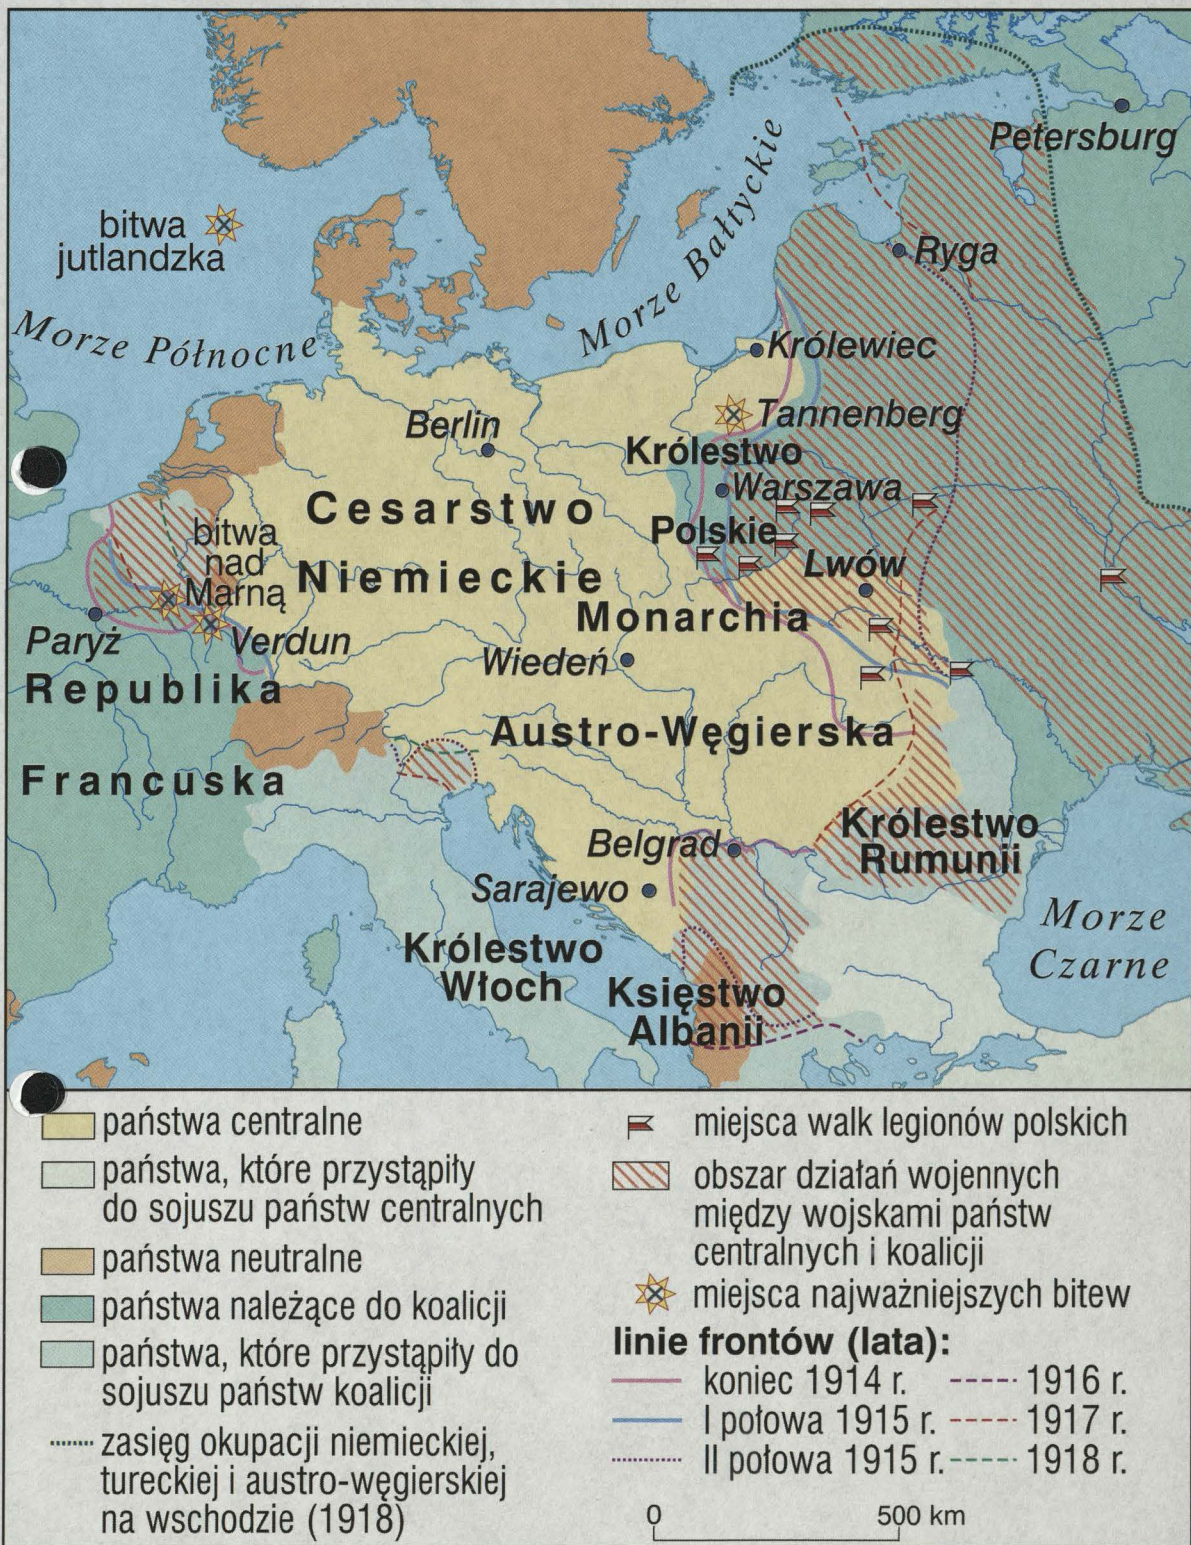 Petersburg
bitwa
jutlandzka
Morze Bałtyckie
Ryga
Morze Północne
Królewiec
Berlin
Tannenberg
Królestwo
Cesarstwo
Warszawa
bitwa
nad
Marną
Polskie
Niemieckie
Lwów
Monarchia
Paryż
Verdun
Wiedeń
Republika
Austro-Węgierska
Francuska
Królestwo
Rumunii
Belgrad
Sarajewo
Morze
Czarne
Królestwo
Włoch
Księstwo
Albanii
państwa centralne
państwa, które przystąpiły
do sojuszu państw centralnych
państwa neutralne
państwa należące do koalicji
państwa, które przystąpiły do
sojuszu państw koalicji
zasięg okupacji niemieckiej,
tureckiej i austro-węgierskiej
na wschodzie (1918)
miejsca walk legionów polskich
obszar działań wojennych
między wojskami państw
centralnych i koalicji
miejsca najważniejszych bitew
linie frontów (lata):
koniec 1914 r.
1916 r.
I połowa 1915 r.
1917 r.
II połowa 1915 r.
1918 r.
0 500 km